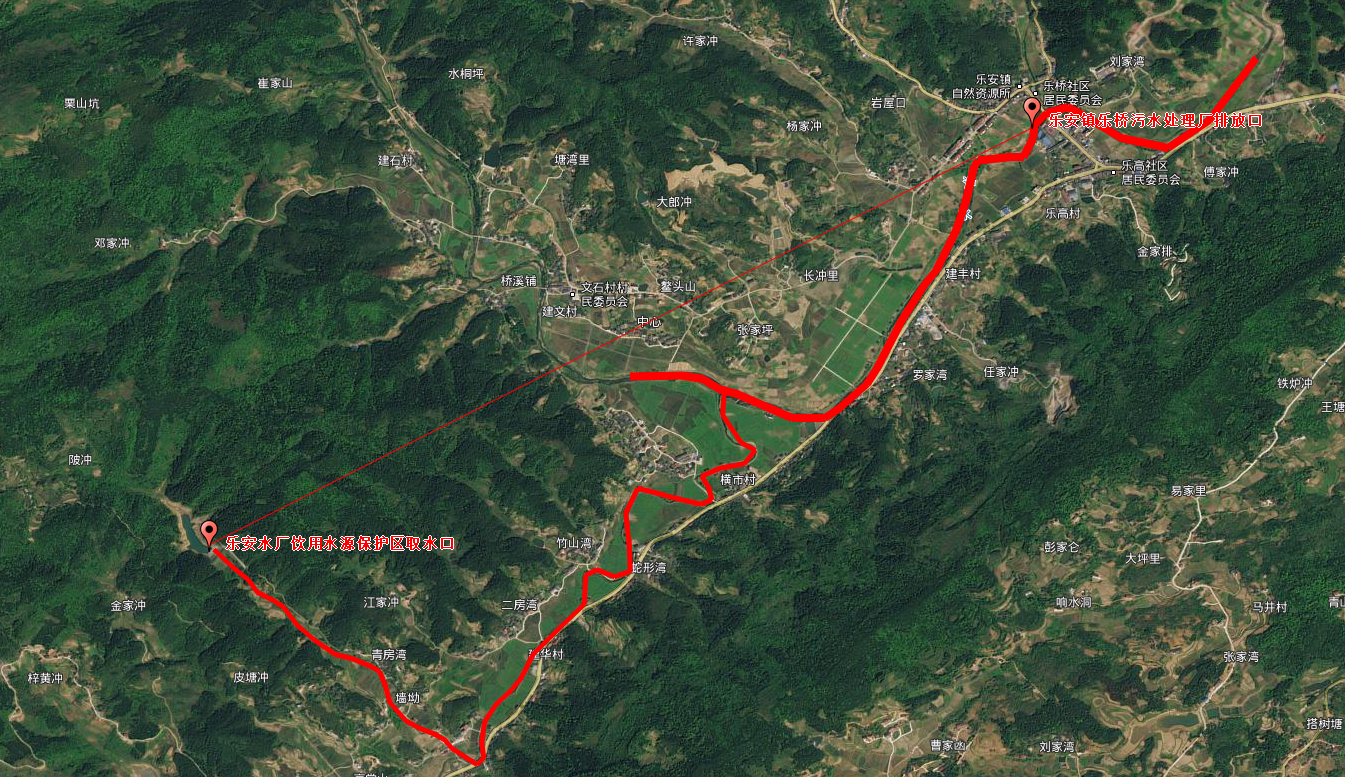 许家冲
刘家湾
水桐坪
崔家山
乐安镇
自然资源所
乐桥社区
居民委员会
栗山坑
岩屋口
乐安镇乐桥污水处理厂排放口
杨家冲
建石村
塘湾里
乐高社区
居民委员会
傅家冲
大郎冲
乐高村
邓家冲
金家排
长冲里
建丰村
桥溪铺
文石村村
民委员会
鳌头山
建文村
中心
张家坪
罗家湾
任家冲
铁炉冲
王塘
陂冲
横市村
易家里
乐安水厂饮用水源保护区取水口
竹山湾
彭家仑
大坪里
蛇形湾
金家冲
江家冲
二房湾
响水洞
马井村
青山
青房湾
建华村
张家湾
梓黄冲
皮塘冲
墙坳
搭树塘
曹家凼
刘家湾